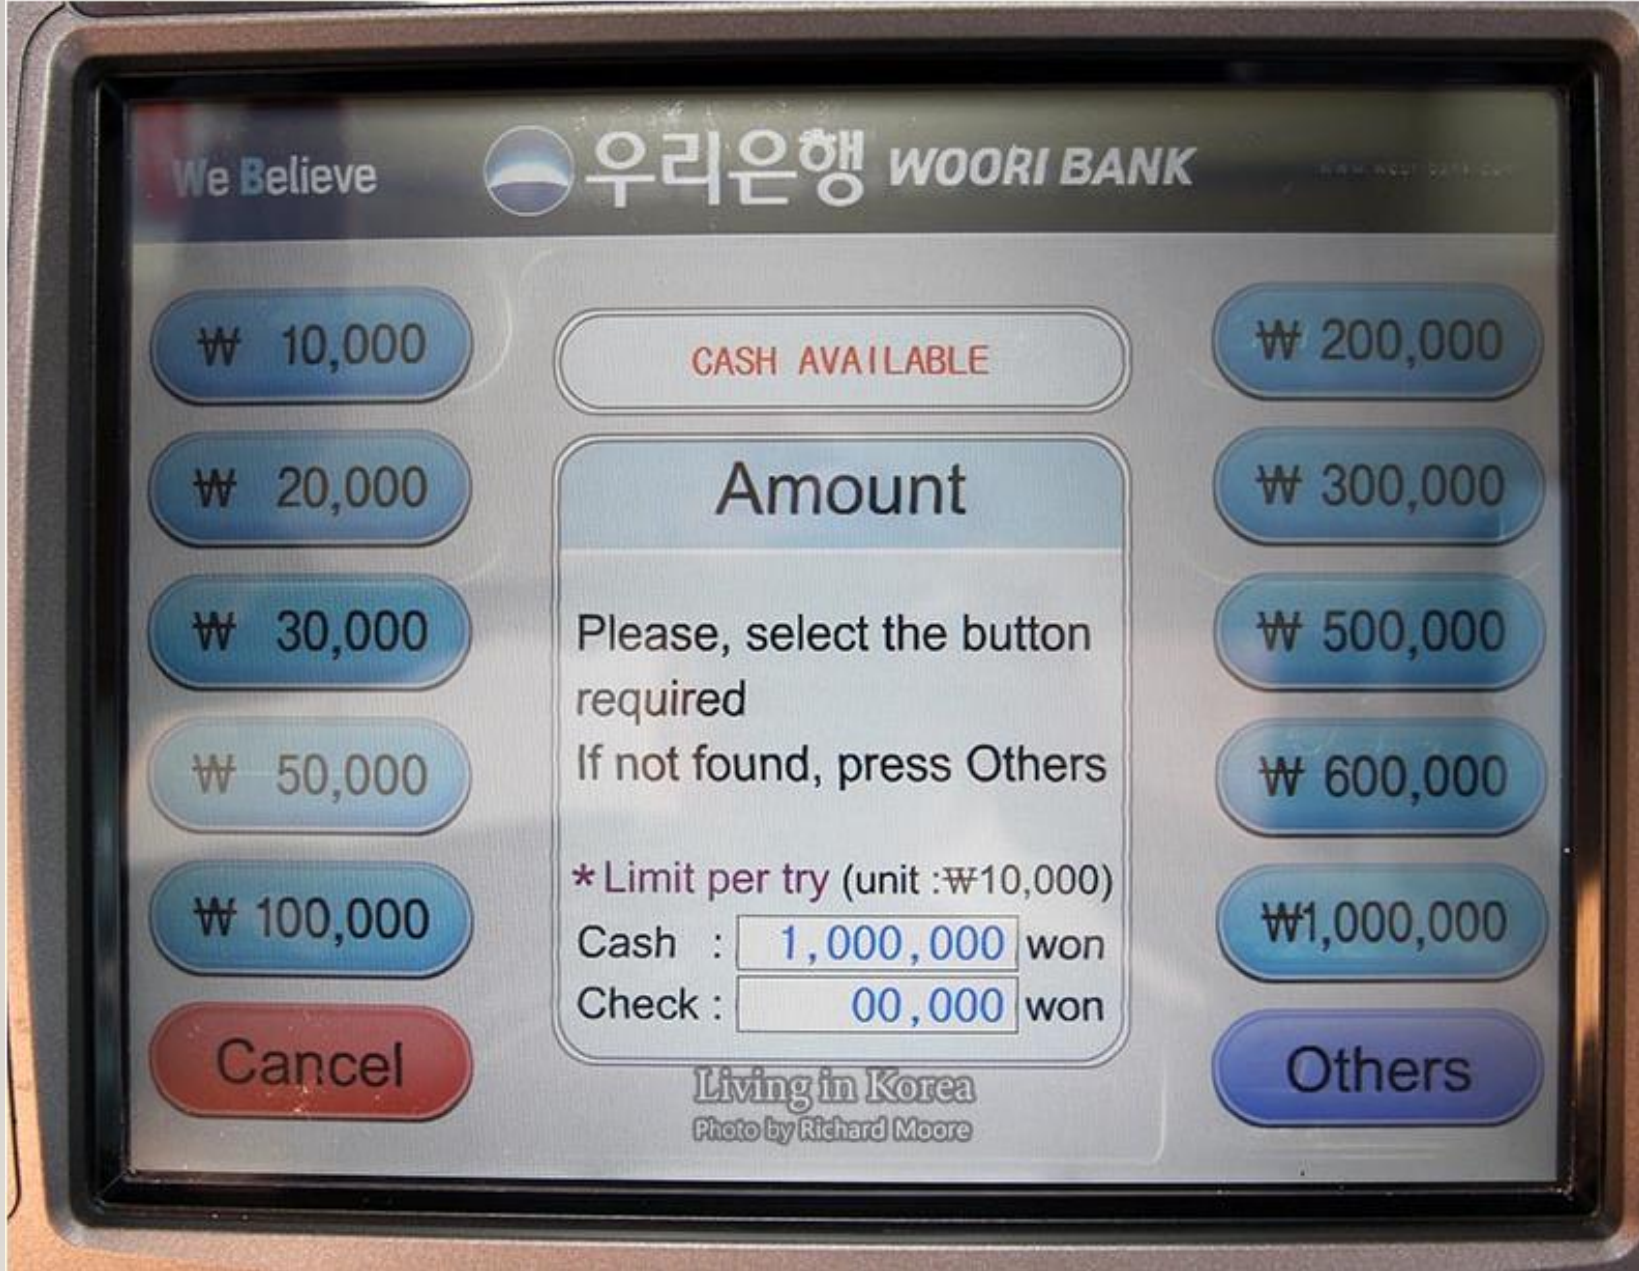 We Believe
우리은행 WOORI BANK
₩ 10,000
₩ 20,000
₩ 30,000
₩ 50,000
₩ 100,000
Cancel
CASH AVAILABLE
Amount
Please, select the button
required
If not found, press Others
*Limit per try (unit :₩10,000)
Cash : 1,000,000 won
Check : 00,000 won
₩ 200,000
₩ 300,000
₩ 500,000
₩ 600,000
₩1,000,000
Others
Living in Korea
Photo by Richard Moore